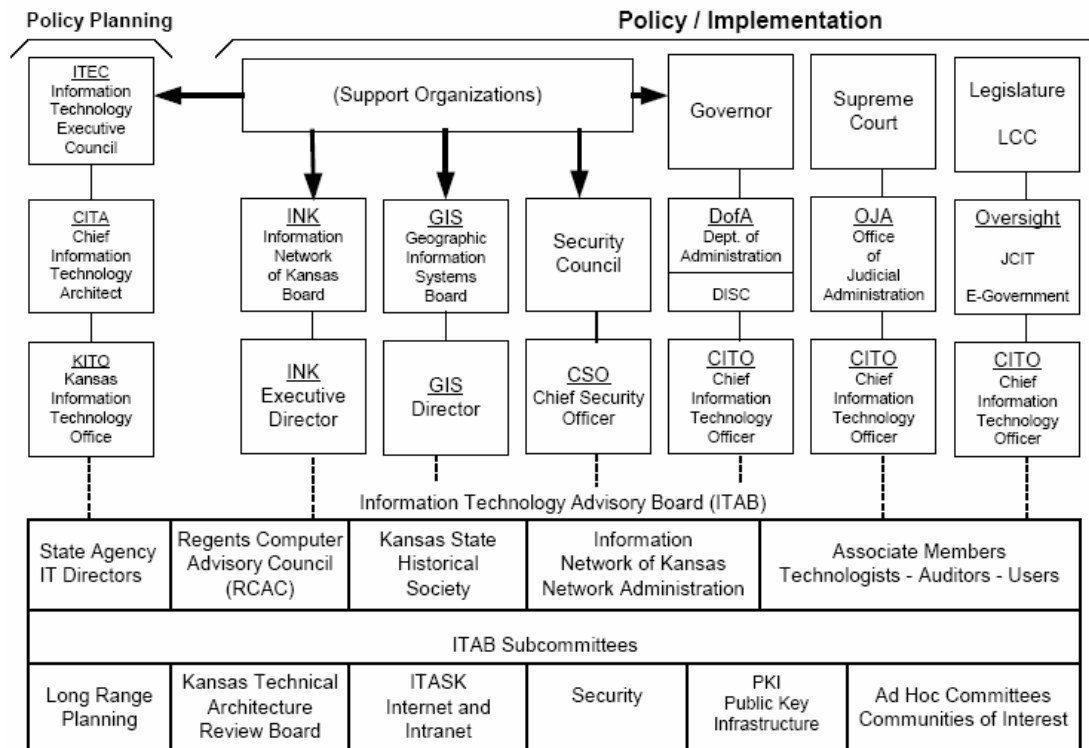 Policy Planning
Policy / Implementation
ITEC
Information
Technology
Executive
Council
(Support Organizations)
Governor
Supreme
Court
Legislature
LCC
CITA
Chief
Information
Technology
Architect
INK
Information
Network
of Kansas
Board
GIS
Geographic
Information
Systems
Board
Security
Council
DofA
Dept. of
Administration
DISC
OJA
Office
of
Judicial
Administration
Oversight
JCIT
E-Government
KITO
Kansas
Information
Technology
Office
INK
Executive
Director
GIS
Director
CSO
Chief Security
Officer
CITO
Chief
Information
Technology
Officer
CITO
Chief
Information
Technology
Officer
CITO
Chief
Information
Technology
Officer
Information Technology Advisory Board (ITAB)
State Agency
IT Directors
Regents Computer
Advisory Council
(RCAC)
Kansas State
Historical
Society
Information
Network of Kansas
Network Administration
Associate Members
Technologists - Auditors - Users
ITAB Subcommittees
Long Range
Planning
Kansas Technical
Architecture
Review Board
ITASK
Internet and
Intranet
Security
PKI
Public Key
Infrastructure
Ad Hoc Committees
Communities of Interest